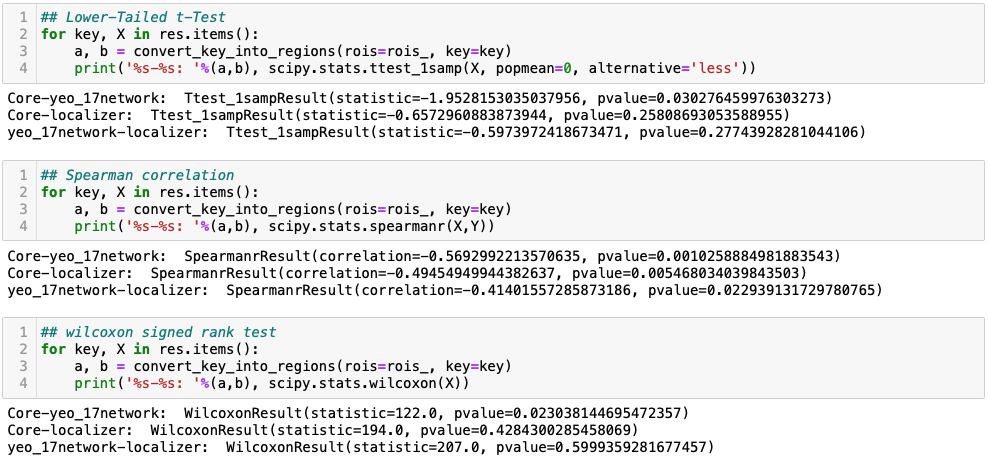 1 ## Lower-Tailed t-Test
2 for key, X in res.items():
3     a, b = convert_key_into_regions(rois=rois_, key=key)
4     print('%s-%s: '%(a,b), scipy.stats.ttest_1samp(X, popmean=0, alternative='less'))
Core-yeo_17network:  Ttest_1sampResult(statistic=-1.9528153035037956, pvalue=0.030276459976303273)
Core-localizer:  Ttest_1sampResult(statistic=-0.6572960883873944, pvalue=0.25808693053588955)
yeo_17network-localizer:  Ttest_1sampResult(statistic=-0.5973972418673471, pvalue=0.27743928281044106)
1 ## Spearman correlation
2 for key, X in res.items():
3     a, b = convert_key_into_regions(rois=rois_, key=key)
4     print('%s-%s: '%(a,b), scipy.stats.spearmanr(X,Y))
Core-yeo_17network:  SpearmanrResult(correlation=-0.5692992213570635, pvalue=0.0010258884981883543)
Core-localizer:  SpearmanrResult(correlation=-0.49454949944382637, pvalue=0.005468034039843503)
yeo_17network-localizer:  SpearmanrResult(correlation=-0.41401557285873186, pvalue=0.022939131729780765)
1 ## wilcoxon signed rank test
2 for key, X in res.items():
3     a, b = convert_key_into_regions(rois=rois_, key=key)
4     print('%s-%s: '%(a,b), scipy.stats.wilcoxon(X))
Core-yeo_17network:  WilcoxonResult(statistic=122.0, pvalue=0.023038144695472357)
Core-localizer:  WilcoxonResult(statistic=194.0, pvalue=0.4284300285458069)
yeo_17network-localizer:  WilcoxonResult(statistic=207.0, pvalue=0.5999359281677457)